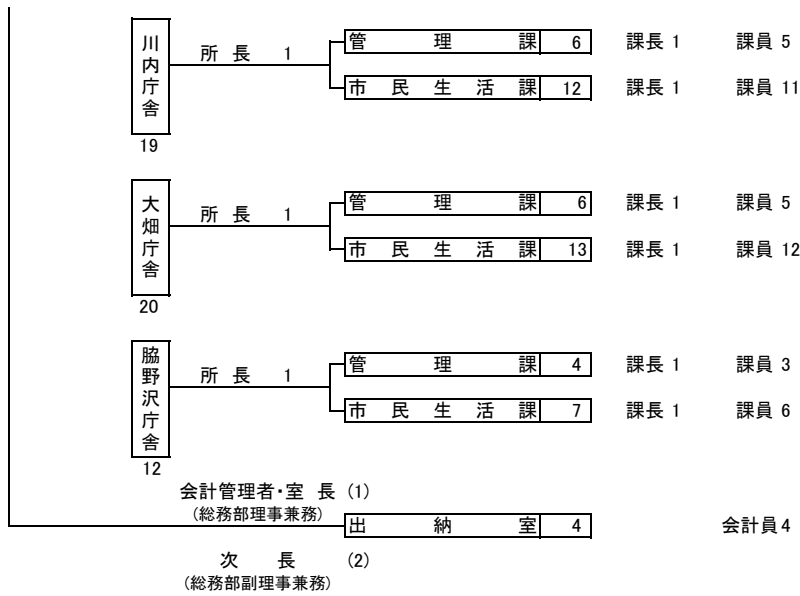 川内庁舎
19
所長 1
管理課 6 課長 1 課員 5
市民生活課 12 課長 1 課員 11
大畑庁舎
20
所長 1
管理課 6 課長 1 課員 5
市民生活課 13 課長 1 課員 12
脇野沢庁舎
12
所長 1
管理課 4 課長 1 課員 3
市民生活課 7 課長 1 課員 6
会計管理者・室長 (1)
(総務部理事兼務)
出納室 4 会計員 4
次長 (2)
(総務部副理事兼務)